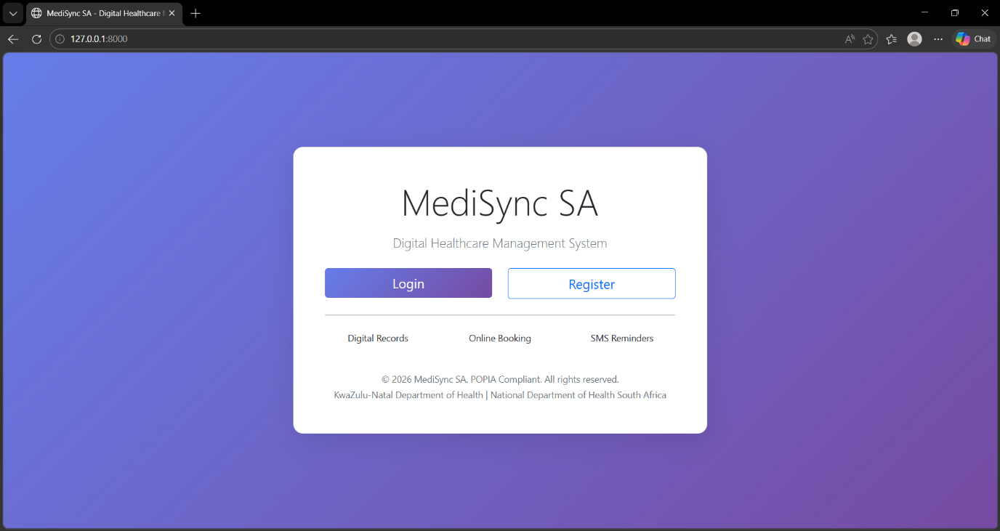 MediSync SA - Digital Healthcare
127.0.0.1:8000
Chat
MediSync SA
Digital Healthcare Management System
Login
Register
Digital Records
Online Booking
SMS Reminders
© 2026 MediSync SA. POPIA Compliant. All rights reserved.
KwaZulu-Natal Department of Health | National Department of Health South Africa